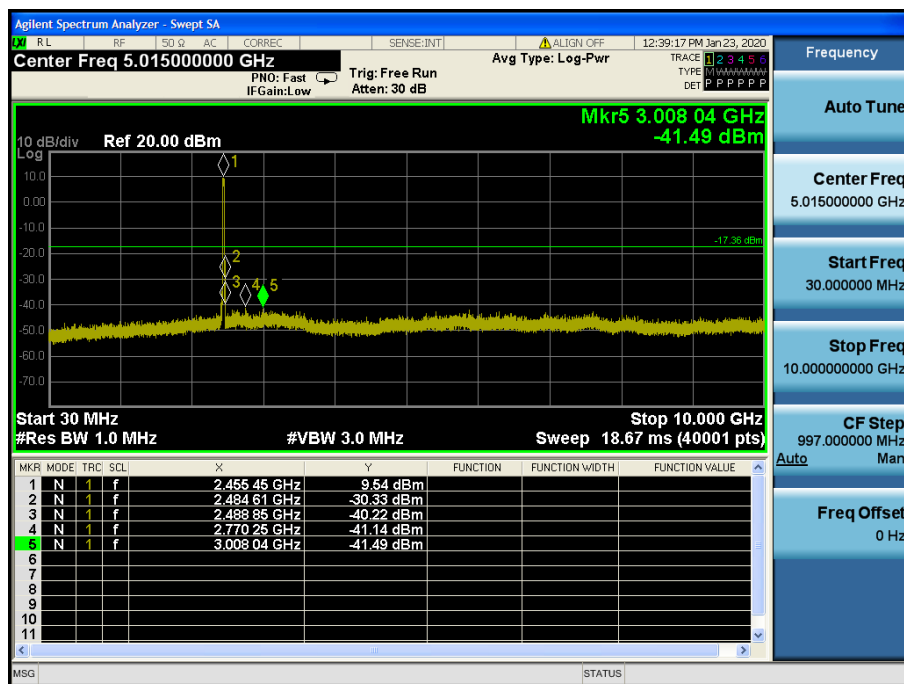 Agilent Spectrum Analyzer - Swept SA
LXI RL RF 50 Ω AC CORREC SENSE:INT ALIGN OFF 12:39:17 PM Jan 23, 2020
Center Freq 5.015000000 GHz
PNO: Fast
IFGain:Low
Trig: Free Run
Atten: 30 dB
Avg Type: Log-Pwr
TRACE 1 2 3 4 5 6
TYPE M WWWWW
DET P P P P P P
Mkr5 3.008 04 GHz
-41.49 dBm
10 dB/div Ref 20.00 dBm
Log
10.0
0.00
-10.0
-20.0
-30.0
-40.0
-50.0
-60.0
-70.0
1
-17.36 dBm
2
3 4 5
Start 30 MHz Stop 10.000 GHz
#Res BW 1.0 MHz #VBW 3.0 MHz Sweep 18.67 ms (40001 pts)
MKR MODE TRC SCL X Y FUNCTION FUNCTION WIDTH FUNCTION VALUE
1 N 1 f 2.455 45 GHz 9.54 dBm
2 N 1 f 2.484 61 GHz -30.33 dBm
3 N 1 f 2.488 85 GHz -40.22 dBm
4 N 1 f 2.770 25 GHz -41.14 dBm
5 N 1 f 3.008 04 GHz -41.49 dBm
6
7
8
9
10
11
MSG STATUS
Frequency
Auto Tune
Center Freq
5.015000000 GHz
Start Freq
30.000000 MHz
Stop Freq
10.000000000 GHz
CF Step
997.000000 MHz
Auto Man
Freq Offset
0 Hz